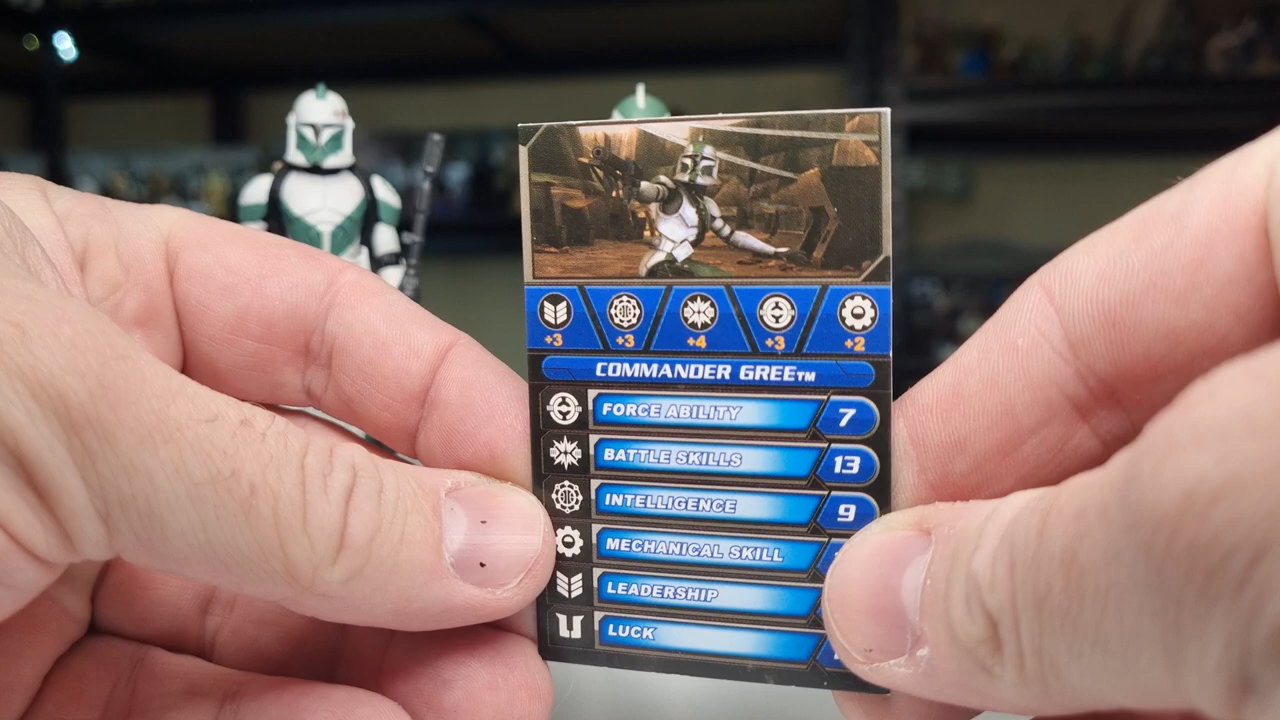 +3 +3 +4 +3 +2
COMMANDER GREE™
FORCE ABILITY 7
BATTLE SKILLS 13
INTELLIGENCE 9
MECHANICAL SKILL
LEADERSHIP
LUCK